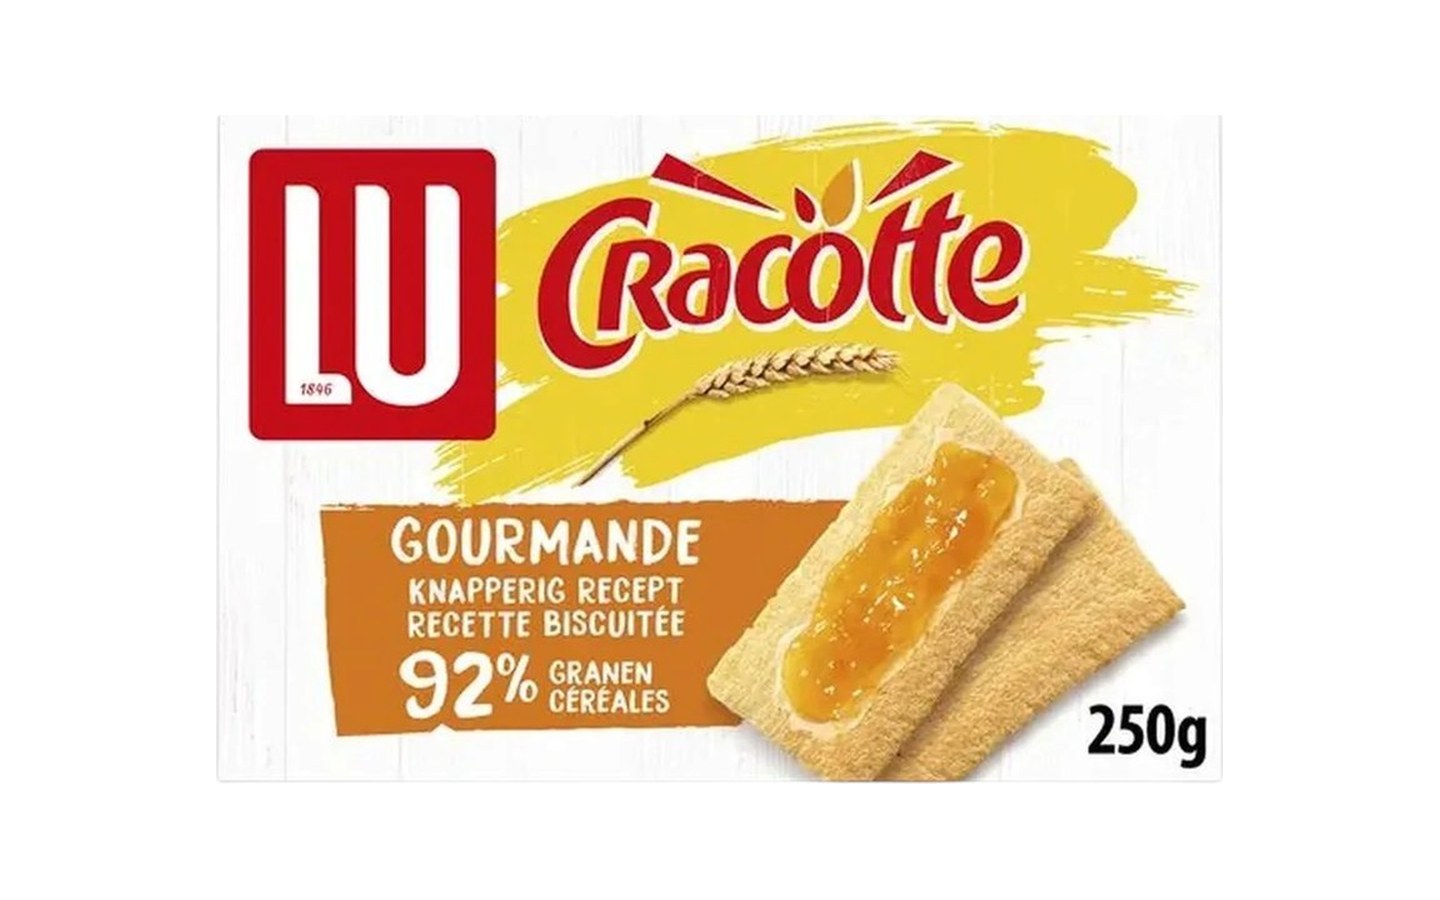 LU
1846
CRacotte
GOURMANDE
KNAPPERIG RECEPT
RECETTE BISCUITÉE
92% GRANEN
CÉRÉALES
250g